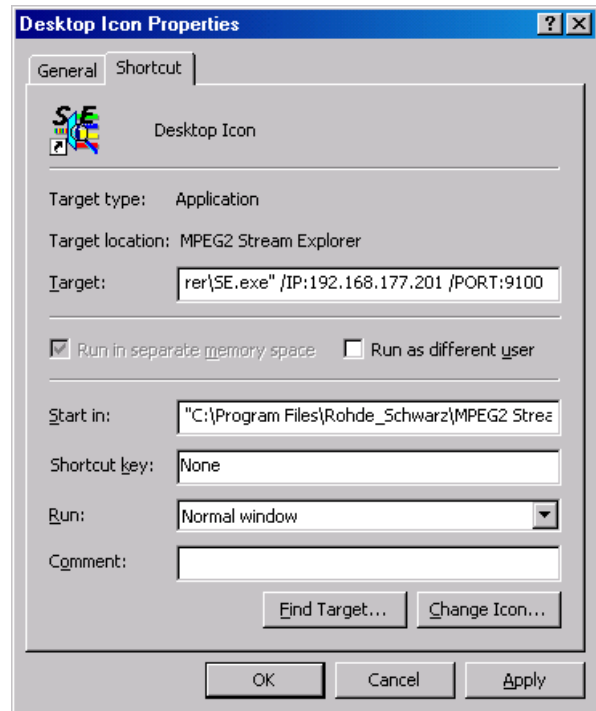 Desktop Icon Properties
General Shortcut
SE
Desktop Icon
Target type: Application
Target location: MPEG2 Stream Explorer
Target: rer\SE.exe" /IP:192.168.177.201 /PORT:9100
Run in separate memory space Run as different user
Start in: "C:\Program Files\Rohde_Schwarz\MPEG2 Strea
Shortcut key: None
Run: Normal window
Comment:
Find Target... Change Icon...
OK Cancel Apply